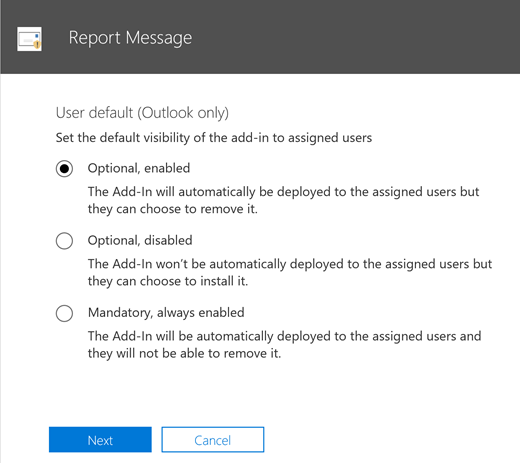 Report Message
User default (Outlook only)
Set the default visibility of the add-in to assigned users
Optional, enabled
The Add-In will automatically be deployed to the assigned users but
they can choose to remove it.
Optional, disabled
The Add-In won't be automatically deployed to the assigned users but
they can choose to install it.
Mandatory, always enabled
The Add-In will be automatically deployed to the assigned users and
they will not be able to remove it.
Next
Cancel